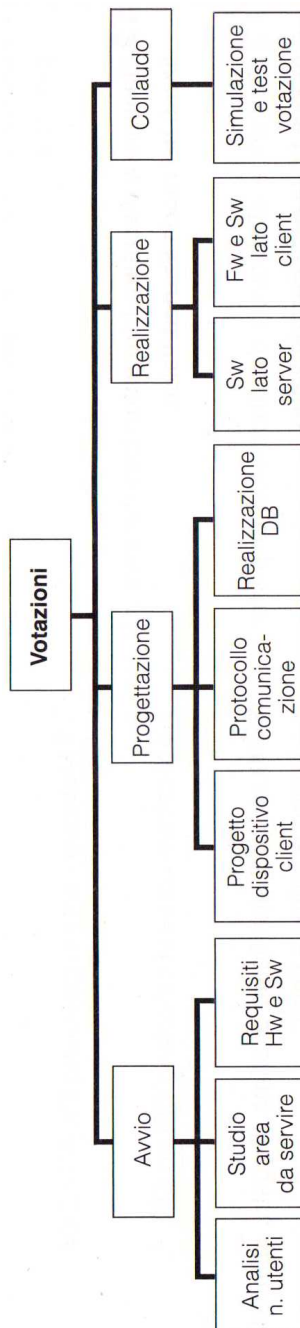 Votazioni
Avvio
Progettazione
Realizzazione
Collaudo
Analisi
n. utenti
Studio
area
da servire
Requisiti
Hw e Sw
Progetto
dispositivo
client
Protocollo
comunica-
zione
Realizzazione
DB
Sw
lato
server
Fw e Sw
lato
client
Simulazione
e test
votazione